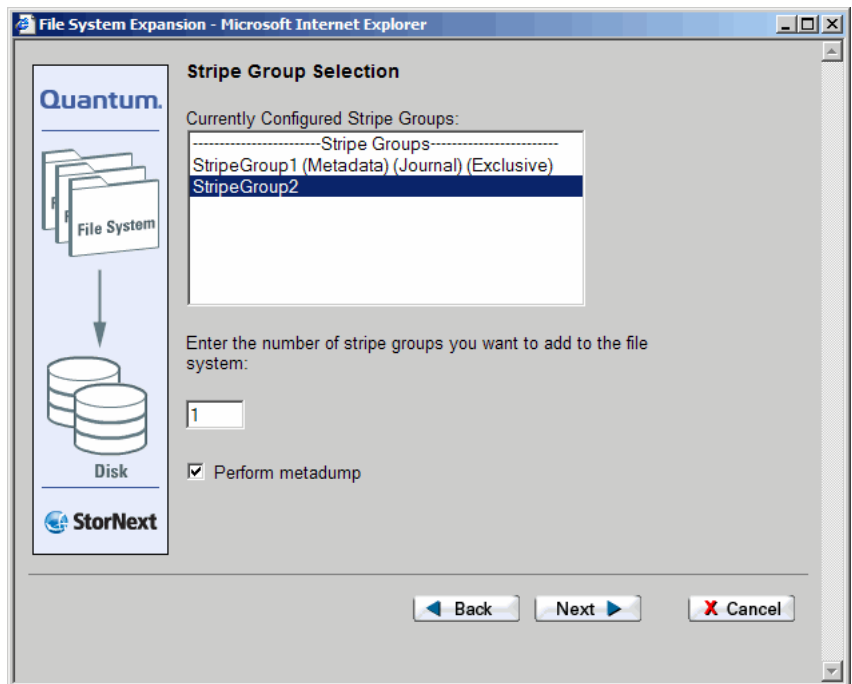 File System Expansion - Microsoft Internet Explorer
Quantum.
File System
Disk
StorNext
Stripe Group Selection
Currently Configured Stripe Groups:
------------------------Stripe Groups------------------------
StripeGroup1 (Metadata) (Journal) (Exclusive)
StripeGroup2
Enter the number of stripe groups you want to add to the file
system:
1
Perform metadump
Back Next X Cancel